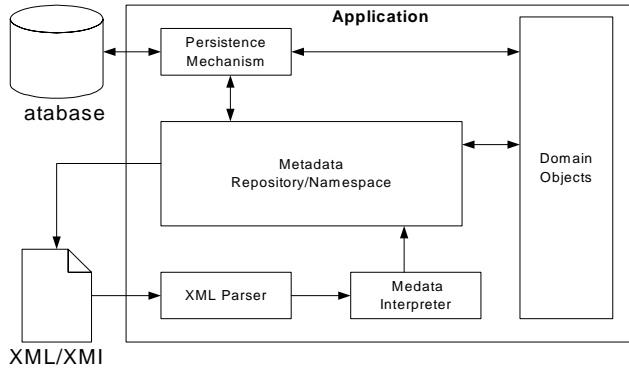 Application
Persistence
Mechanism
atabase
Metadata
Repository/Namespace
Domain
Objects
XML Parser
Medata
Interpreter
XML/XMI